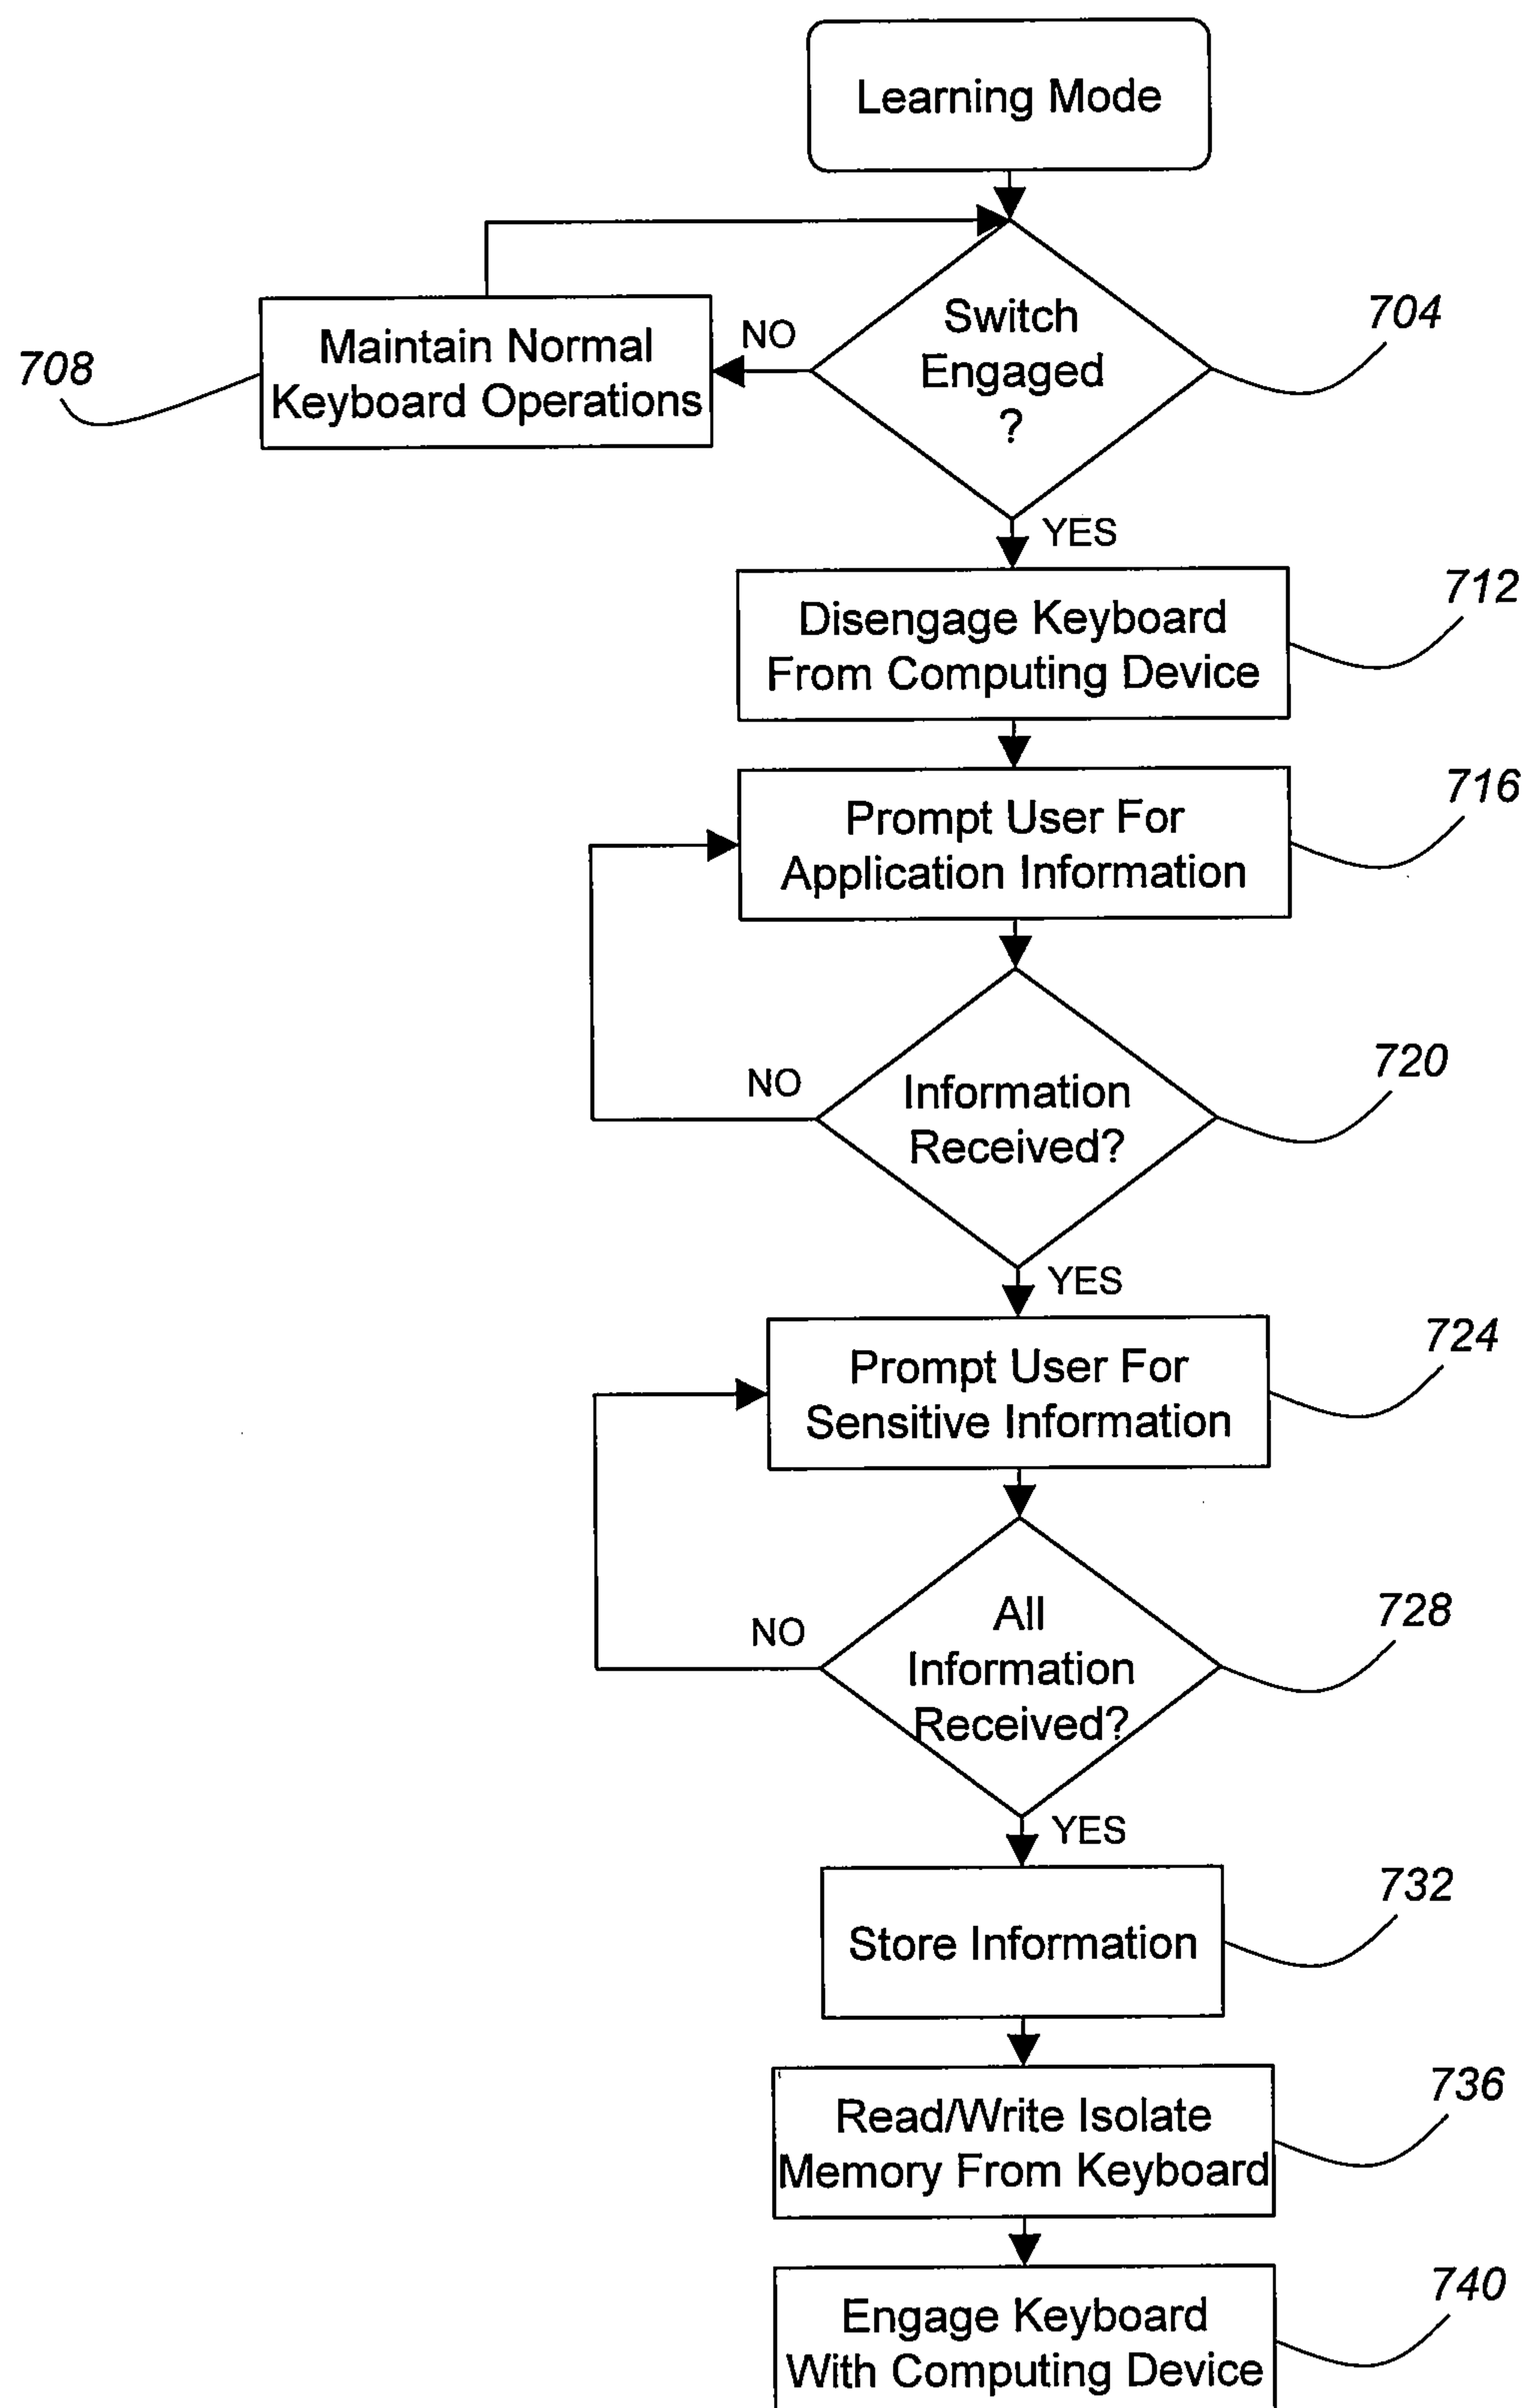 Learning Mode
Switch
Engaged
?
704
NO
Maintain Normal
Keyboard Operations
708
YES
Disengage Keyboard
From Computing Device
712
Prompt User For
Application Information
716
Information
Received?
720
NO
YES
Prompt User For
Sensitive Information
724
All
Information
Received?
728
NO
YES
Store Information
732
Read/Write Isolate
Memory From Keyboard
736
Engage Keyboard
With Computing Device
740